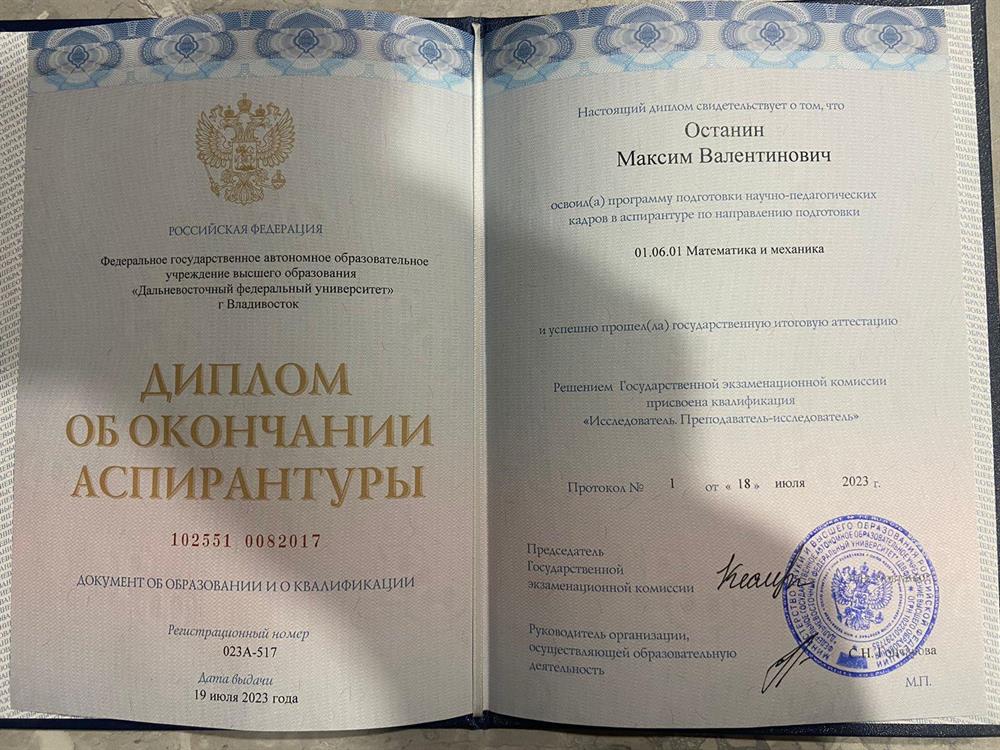 РОССИЙСКАЯ ФЕДЕРАЦИЯ
Федеральное государственное автономное образовательное
учреждение высшего образования
«Дальневосточный федеральный университет»
г Владивосток
ДИПЛОМ
ОБ ОКОНЧАНИИ
АСПИРАНТУРЫ
102551 0082017
ДОКУМЕНТ ОБ ОБРАЗОВАНИИ И О КВАЛИФИКАЦИИ
Регистрационный номер
023А-517
Дата выдачи
19 июля 2023 года
Настоящий диплом свидетельствует о том, что
Останин
Максим Валентинович
освоил(а) программу подготовки научно-педагогических
кадров в аспирантуре по направлению подготовки
01.06.01 Математика и механика
и успешно прошел(ла) государственную итоговую аттестацию
Решением Государственной экзаменационной комиссии
присвоена квалификация
«Исследователь. Преподаватель-исследователь»
Протокол № 1 от « 18 » июля 2023 г.
Председатель
Государственной
экзаменационной комиссии
Руководитель организации,
осуществляющей образовательную
деятельность
М.П.